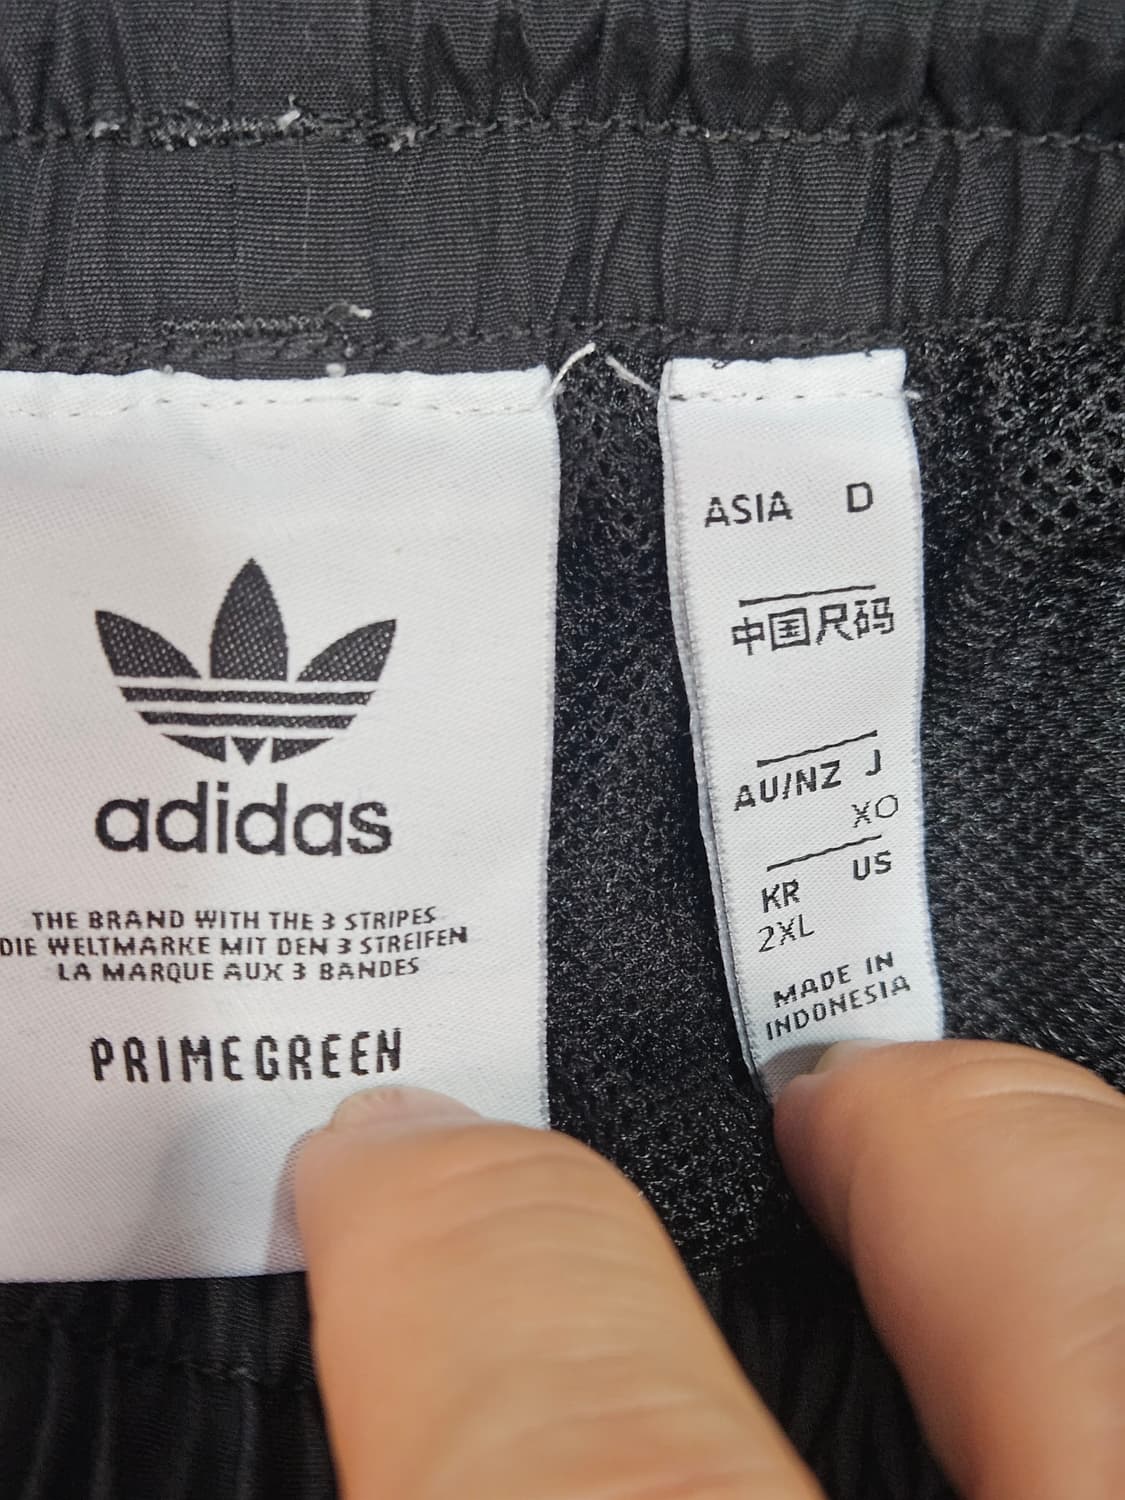 adidas
THE BRAND WITH THE 3 STRIPES
DIE WELTMARKE MIT DEN 3 STREIFEN
LA MARQUE AUX 3 BANDES
PRIMEGREEN
ASIA D
中国尺码
AU/NZ J
XO
KR US
2XL
MADE IN
INDONESIA